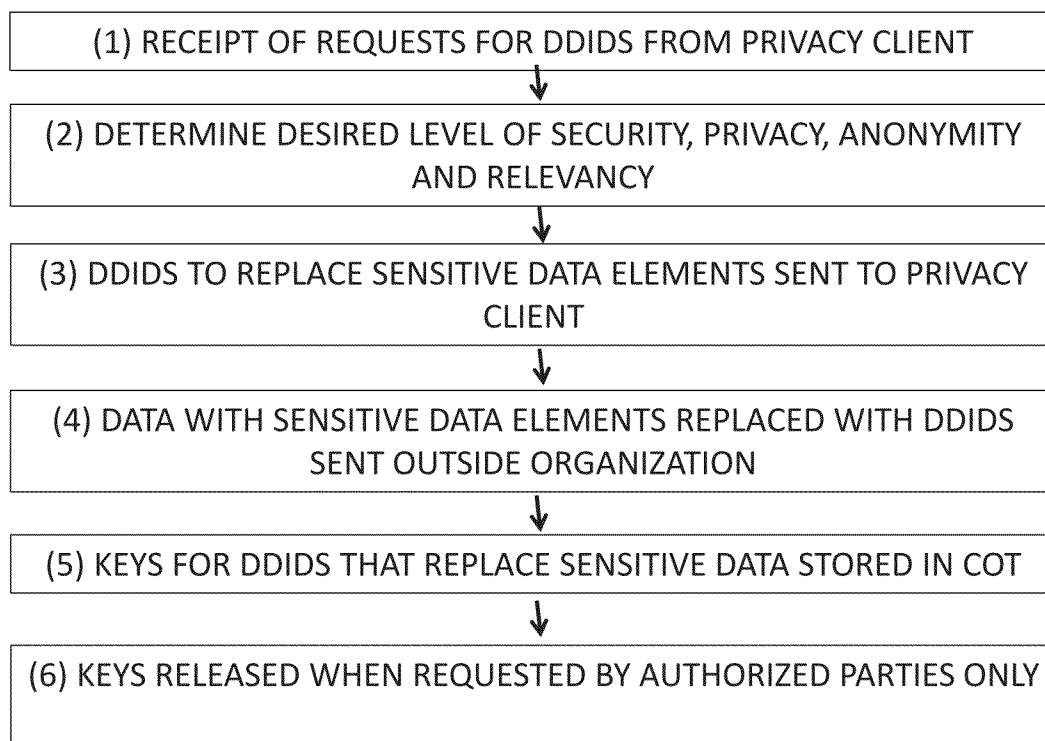 (1) RECEIPT OF REQUESTS FOR DDIDS FROM PRIVACY CLIENT
(2) DETERMINE DESIRED LEVEL OF SECURITY, PRIVACY, ANONYMITY
AND RELEVANCY
(3) DDIDS TO REPLACE SENSITIVE DATA ELEMENTS SENT TO PRIVACY
CLIENT
(4) DATA WITH SENSITIVE DATA ELEMENTS REPLACED WITH DDIDS
SENT OUTSIDE ORGANIZATION
(5) KEYS FOR DDIDS THAT REPLACE SENSITIVE DATA STORED IN COT
(6) KEYS RELEASED WHEN REQUESTED BY AUTHORIZED PARTIES ONLY